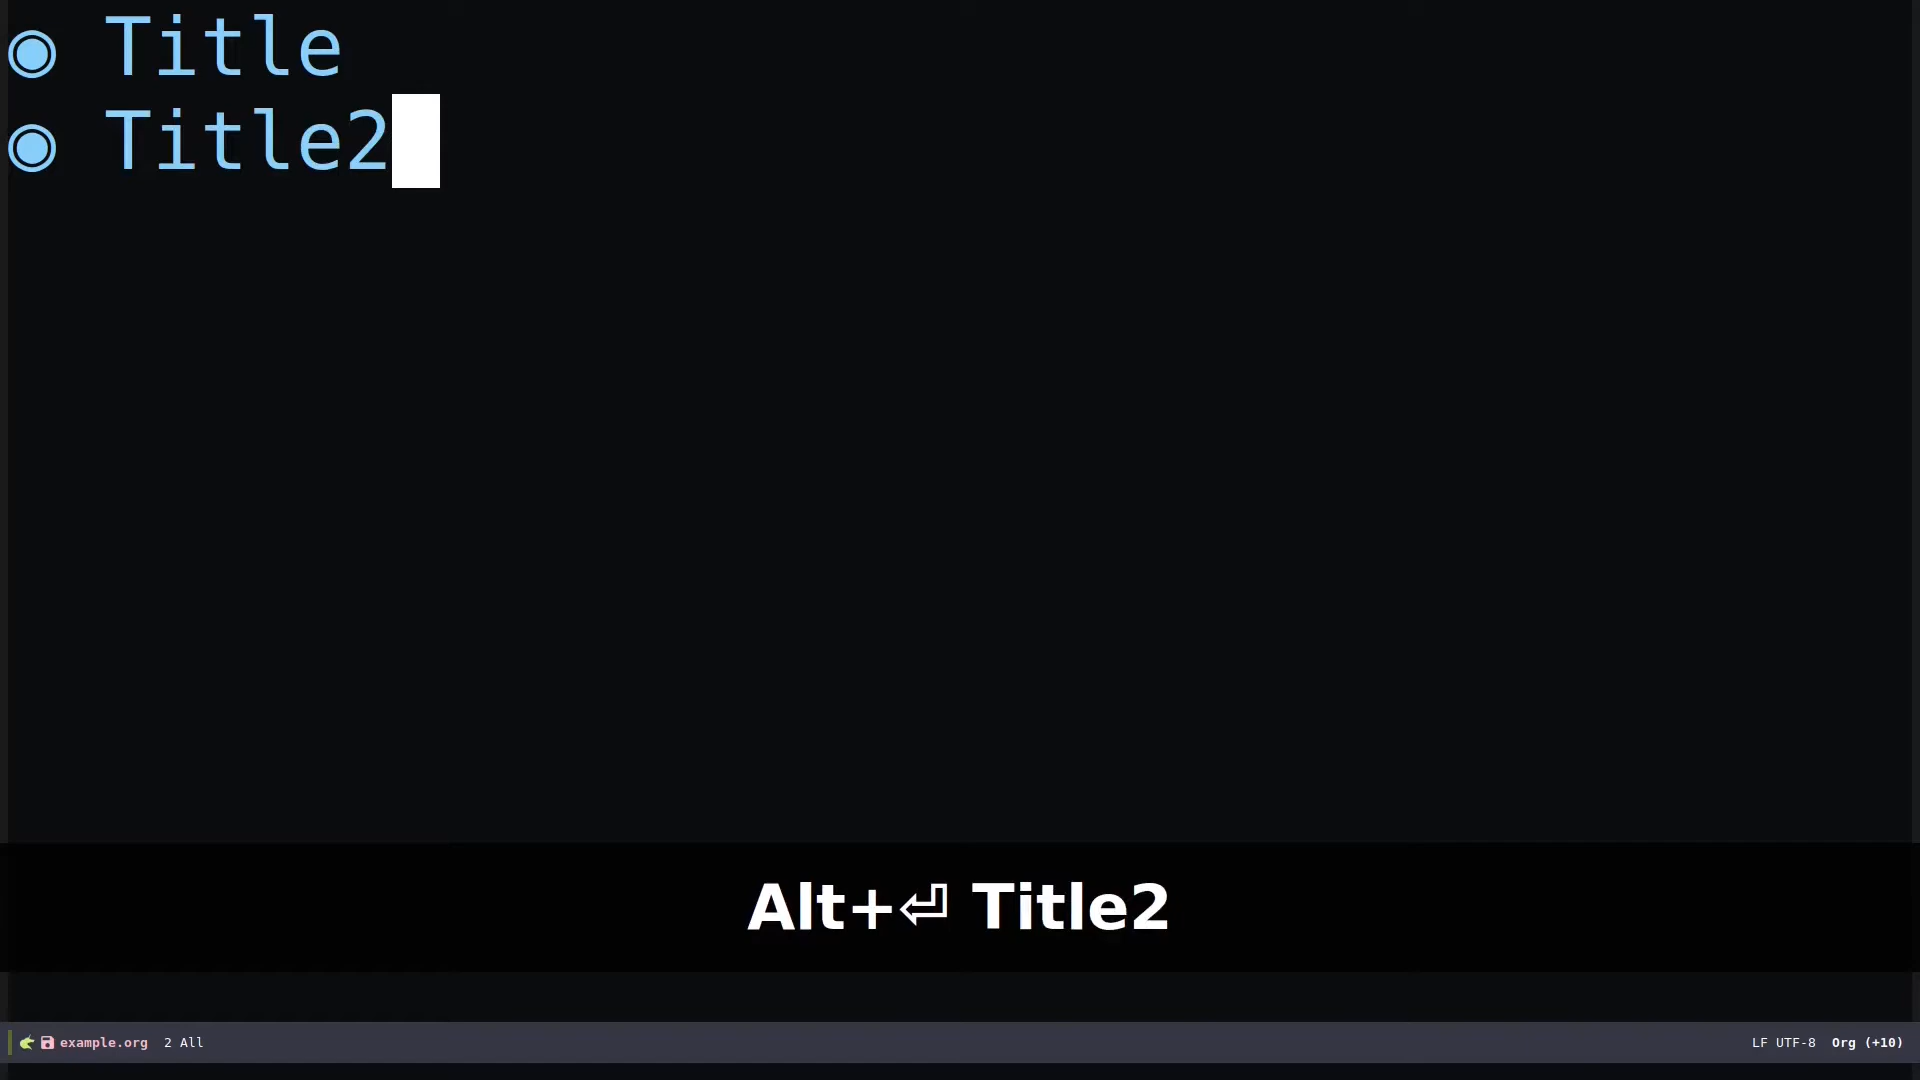 ◉ Title
◉ Title2
Alt+⏎ Title2
example.org 2 All LF UTF-8 Org (+10)